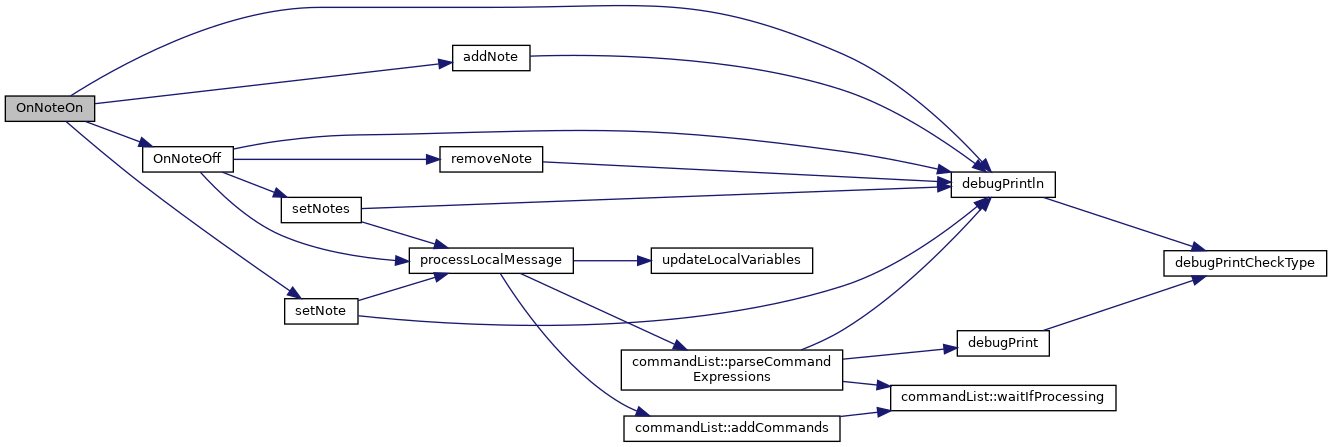 OnNoteOn
addNote
OnNoteOff
removeNote
debugPrintln
setNotes
processLocalMessage
updateLocalVariables
debugPrintCheckType
setNote
debugPrint
commandList::parseCommand
Expressions
commandList::waitIfProcessing
commandList::addCommands